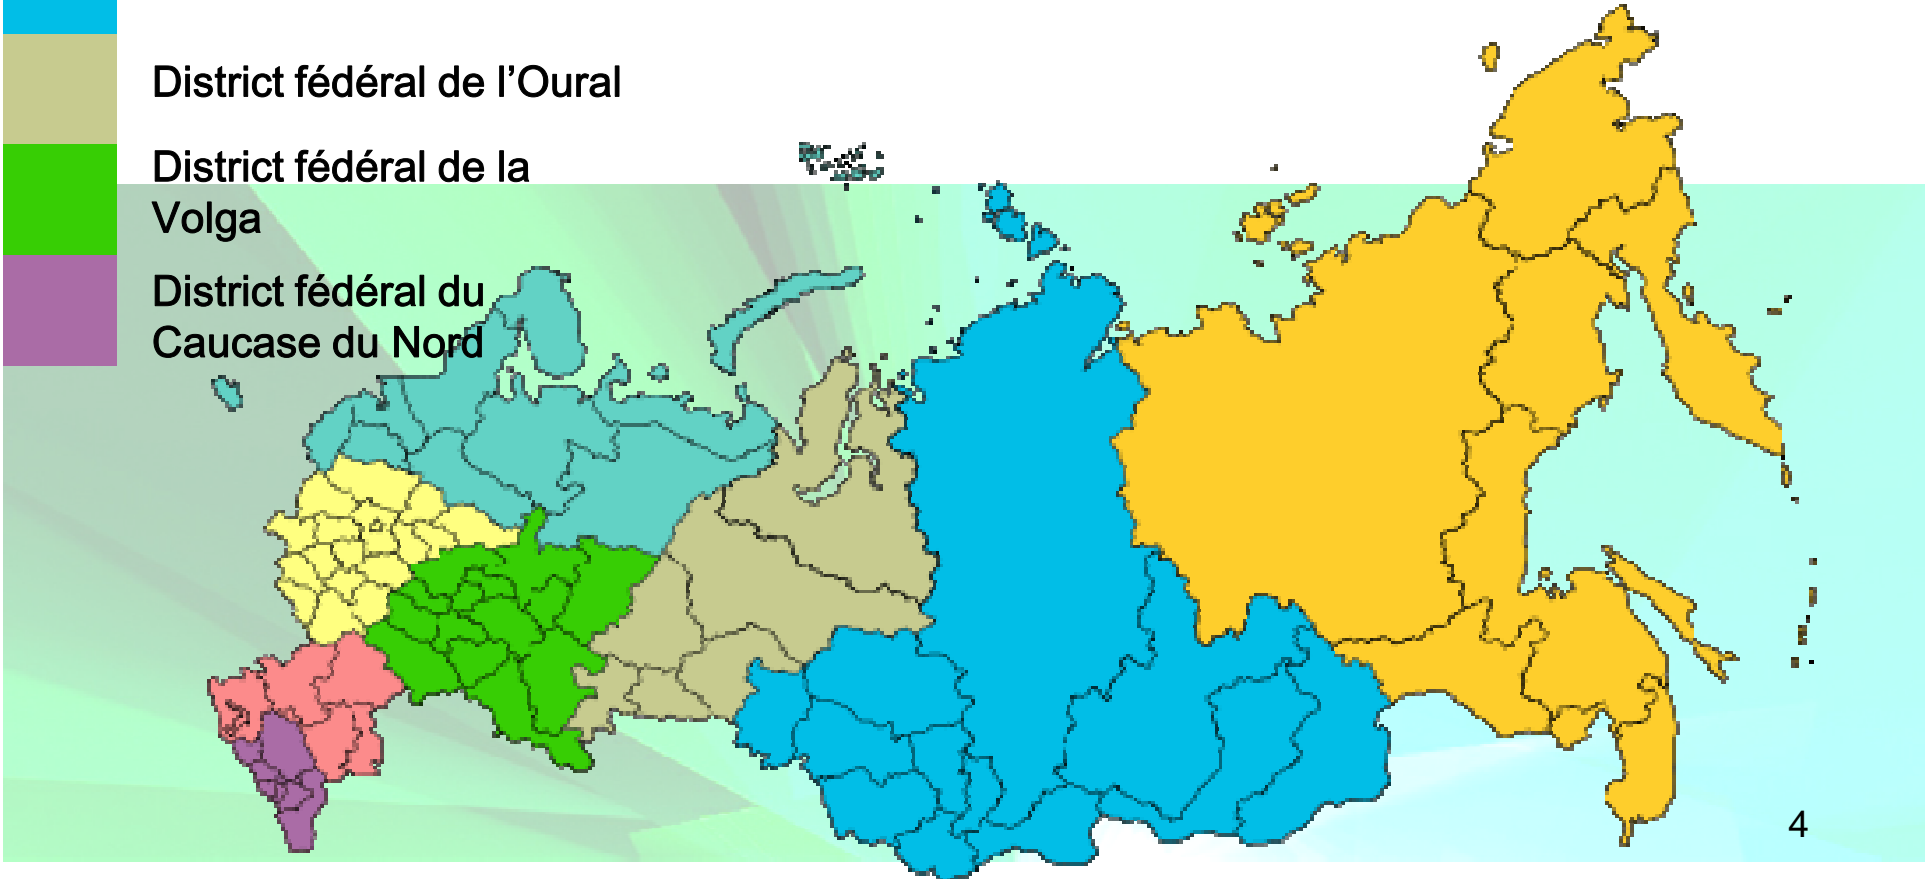 District fédéral de l’Oural
District fédéral de la
Volga
District fédéral du
Caucase du Nord
4